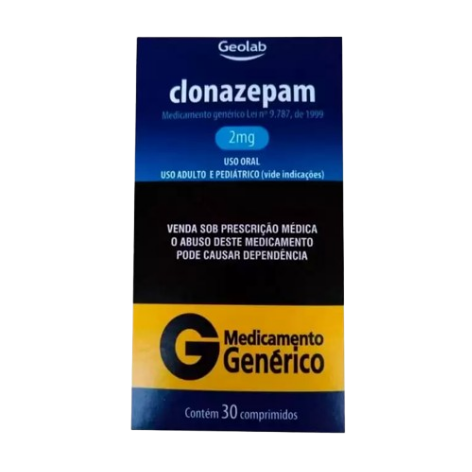 Geolab
clonazepam
Medicamento genérico Lei nº 9.787, de 1999
2mg
USO ORAL
USO ADULTO E PEDIÁTRICO (vide indicações)
VENDA SOB PRESCRIÇÃO MÉDICA
O ABUSO DESTE MEDICAMENTO
PODE CAUSAR DEPENDÊNCIA
G Medicamento
Genérico
Contém 30 comprimidos